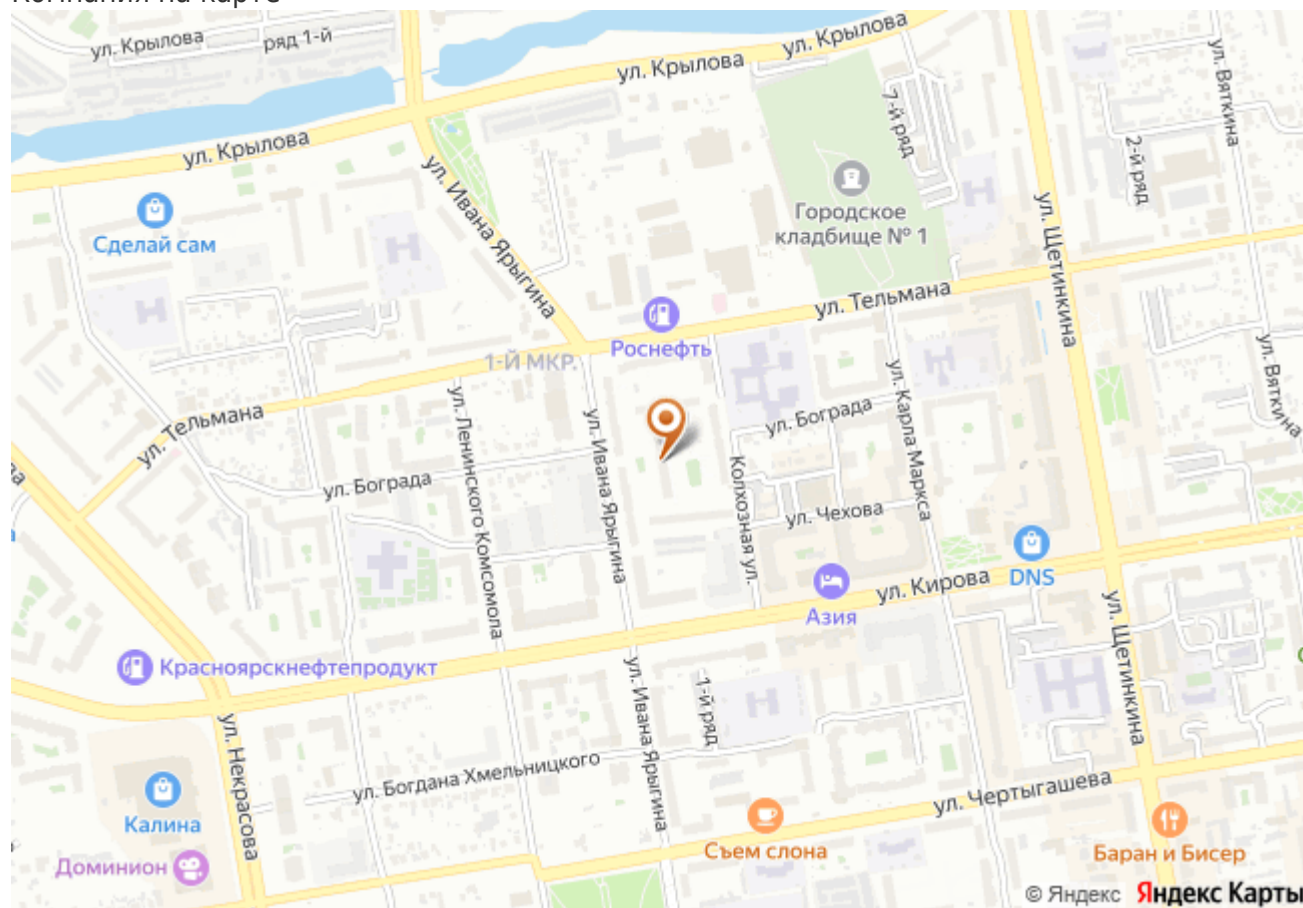 Компания на карте
ул. Крылова
ряд 1-й
ул. Крылова
ул. Крылова
ул. Крылова
7-й ряд
ул. Вяткина
2-й ряд
ул. Ивана Ярыгина
Сделай сам
Городское
кладбище № 1
ул. Щетинкина
ул. Тельмана
Роснефть
1-Й МКР.
ул. Вяткина
ул. Тельмана
ул. Ленинского Комсомола
ул. Ивана Ярыгина
ул. Бограда
ул. Карла Маркса
ул. Бограда
Колхозная ул.
ул. Чехова
DNS
ул. Кирова
Азия
Красноярскнефтепродукт
ул. Щетинкина
ул. Ивана Ярыгина
1-й ряд
ул. Некрасова
ул. Богдана Хмельницкого
ул. Чертыгашева
Калина
Съем слона
Баран и Бисер
Доминион
© Яндекс Яндекс Карты